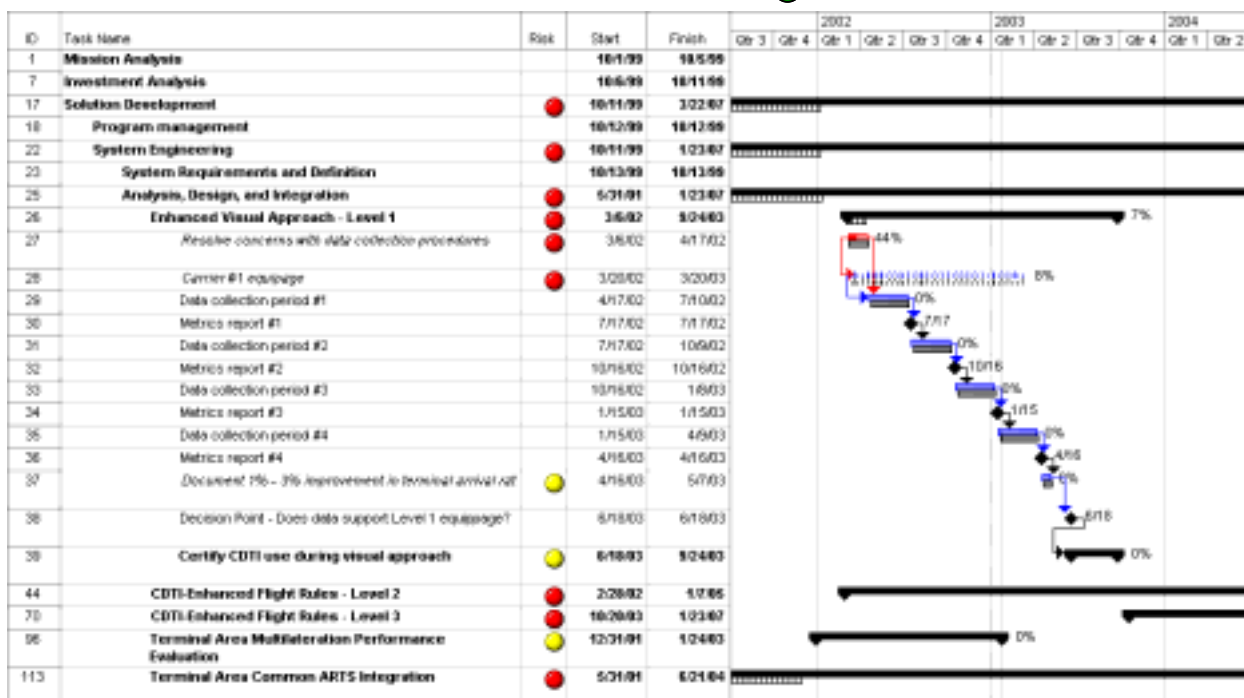 2002 2003 2004
ID Task Name Risk Start Finish Qtr 3 Qtr 4 Qtr 1 Qtr 2 Qtr 3 Qtr 4 Qtr 1 Qtr 2 Qtr 3 Qtr 4 Qtr 1 Qtr 2
1 Mission Analysis 10/1/99 10/5/99
7 Investment Analysis 10/6/99 10/11/99
17 Solution Development 10/11/99 3/22/07
18 Program management 10/12/99 10/12/99
22 System Engineering 10/11/99 1/23/07
23 System Requirements and Definition 10/13/99 10/13/99
25 Analysis, Design, and Integration 5/31/01 1/23/07
26 Enhanced Visual Approach - Level 1 3/6/02 9/24/03 7%
27 Resolve concerns with data collection procedures 3/6/02 4/17/02 44%
28 Carrier #1 equipage 3/20/02 3/20/03 8%
29 Data collection period #1 4/17/02 7/10/02 0%
30 Metrics report #1 7/17/02 7/17/02 7/17
31 Data collection period #2 7/17/02 10/9/02 0%
32 Metrics report #2 10/16/02 10/16/02 10/16
33 Data collection period #3 10/16/02 1/8/03 0%
34 Metrics report #3 1/15/03 1/15/03 1/15
35 Data collection period #4 1/15/03 4/9/03 0%
36 Metrics report #4 4/16/03 4/16/03 4/16
37 Document 1% - 3% improvement in terminal arrival rat 4/16/03 5/7/03 0%
38 Decision Point - Does data support Level 1 equippage? 6/18/03 6/18/03 6/18
39 Certify CDTI use during visual approach 6/18/03 9/24/03 0%
44 CDTI-Enhanced Flight Rules - Level 2 2/28/02 1/7/05
70 CDTI-Enhanced Flight Rules - Level 3 10/20/03 1/23/07
96 Terminal Area Multilateration Performance 12/31/01 1/24/03 0%
Evaluation
113 Terminal Area Common ARTS Integration 5/31/01 6/21/04